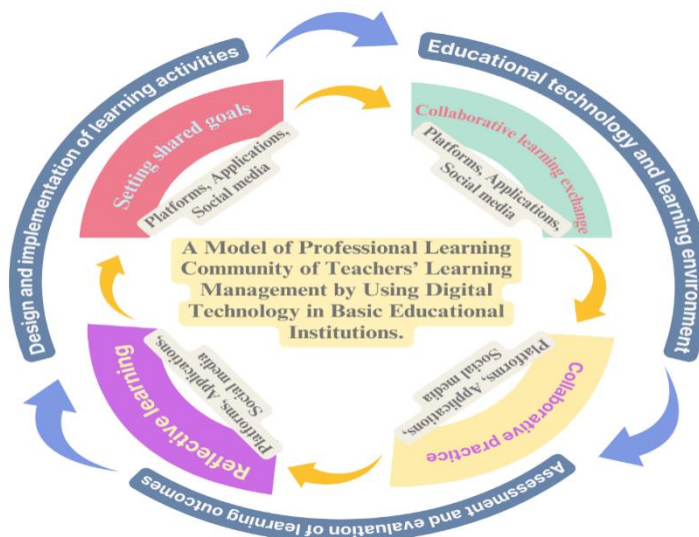 Design and implementation of learning activities
Educational technology and learning environment
Setting shared goals
Platforms, Applications,
Social media
Collaborative learning exchange
Platforms, Applications,
Social media
A Model of Professional Learning
Community of Teachers’ Learning
Management by Using Digital
Technology in Basic Educational
Institutions.
Reflective learning
Platforms, Applications,
Social media
Collaborative practice
Platforms, Applications,
Social media
Assessment and evaluation of learning outcomes